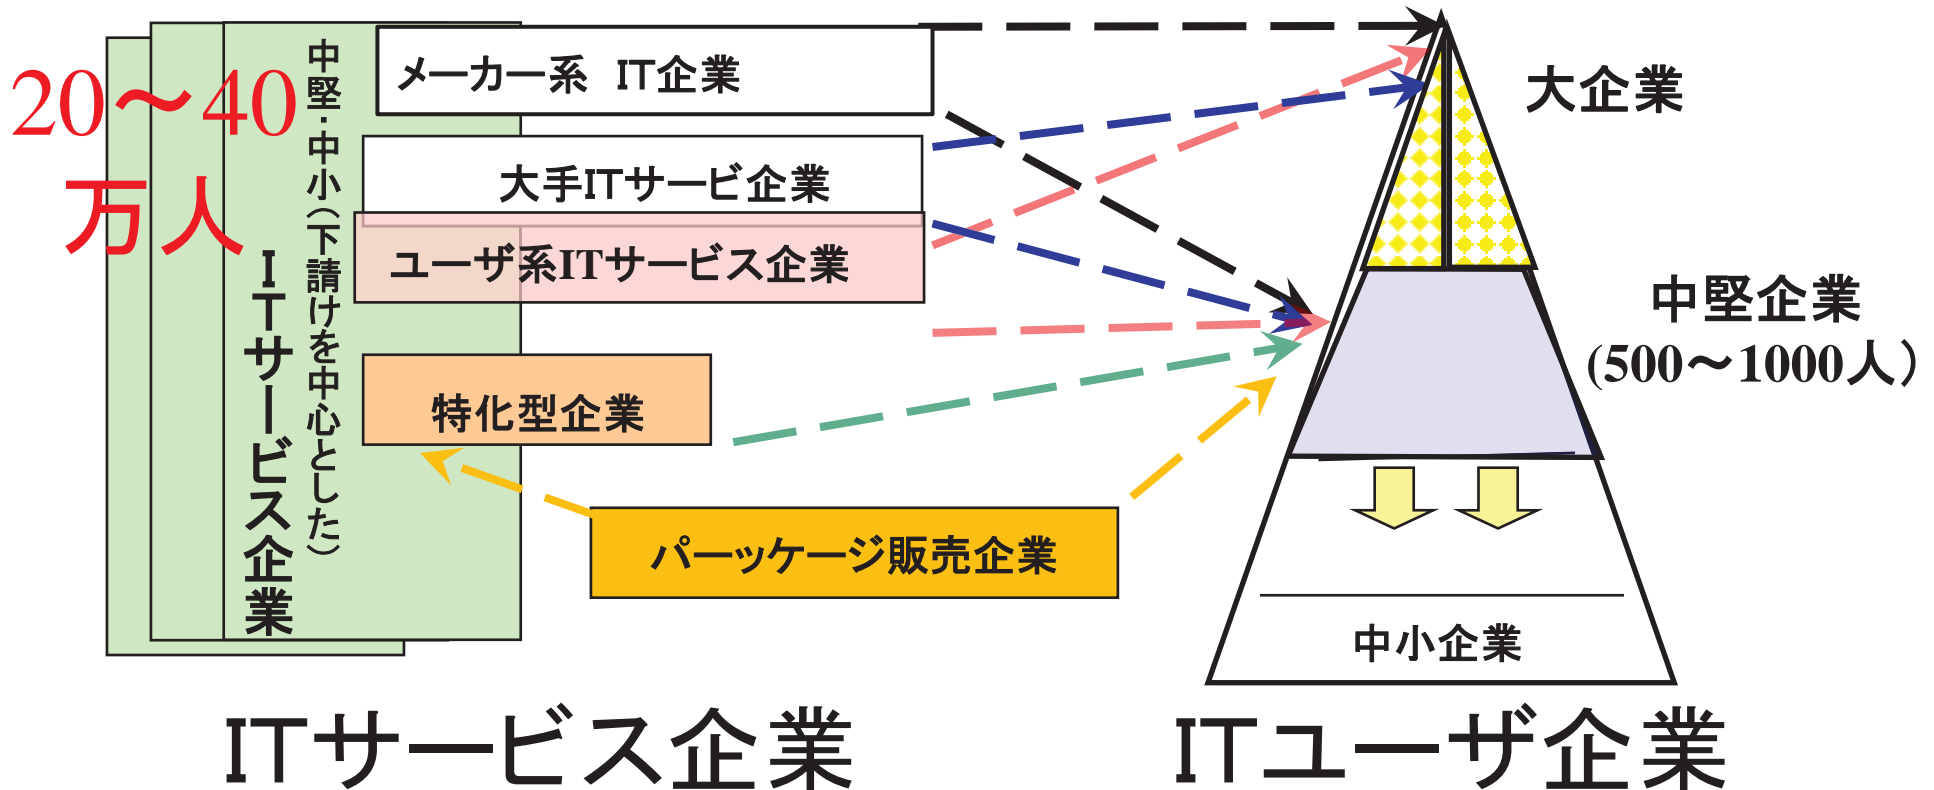 20～40
万人
中堅・中小（下請けを中心とした）
ITサービス企業
メーカー系　IT企業
大手ITサービ企業
ユーザ系ITサービス企業
特化型企業
パーッケージ販売企業
大企業
中堅企業
(500～1000人）
中小企業
ITサービス企業
ITユーザ企業